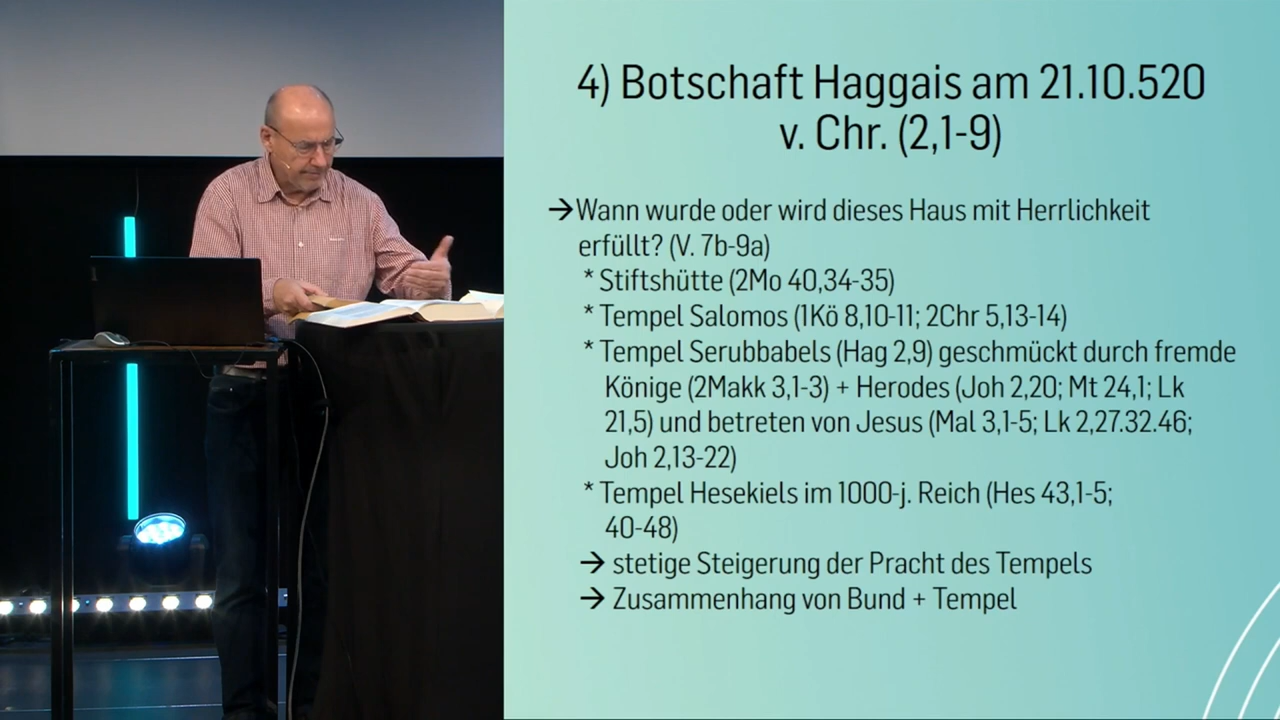 4) Botschaft Haggais am 21.10.520
v. Chr. (2,1-9)
→Wann wurde oder wird dieses Haus mit Herrlichkeit
erfüllt? (V. 7b-9a)
* Stiftshütte (2Mo 40,34-35)
* Tempel Salomos (1Kö 8,10-11; 2Chr 5,13-14)
* Tempel Serubbabels (Hag 2,9) geschmückt durch fremde
Könige (2Makk 3,1-3) + Herodes (Joh 2,20; Mt 24,1; Lk
21,5) und betreten von Jesus (Mal 3,1-5; Lk 2,27.32.46;
Joh 2,13-22)
* Tempel Hesekiels im 1000-j. Reich (Hes 43,1-5;
40-48)
→ stetige Steigerung der Pracht des Tempels
→ Zusammenhang von Bund + Tempel